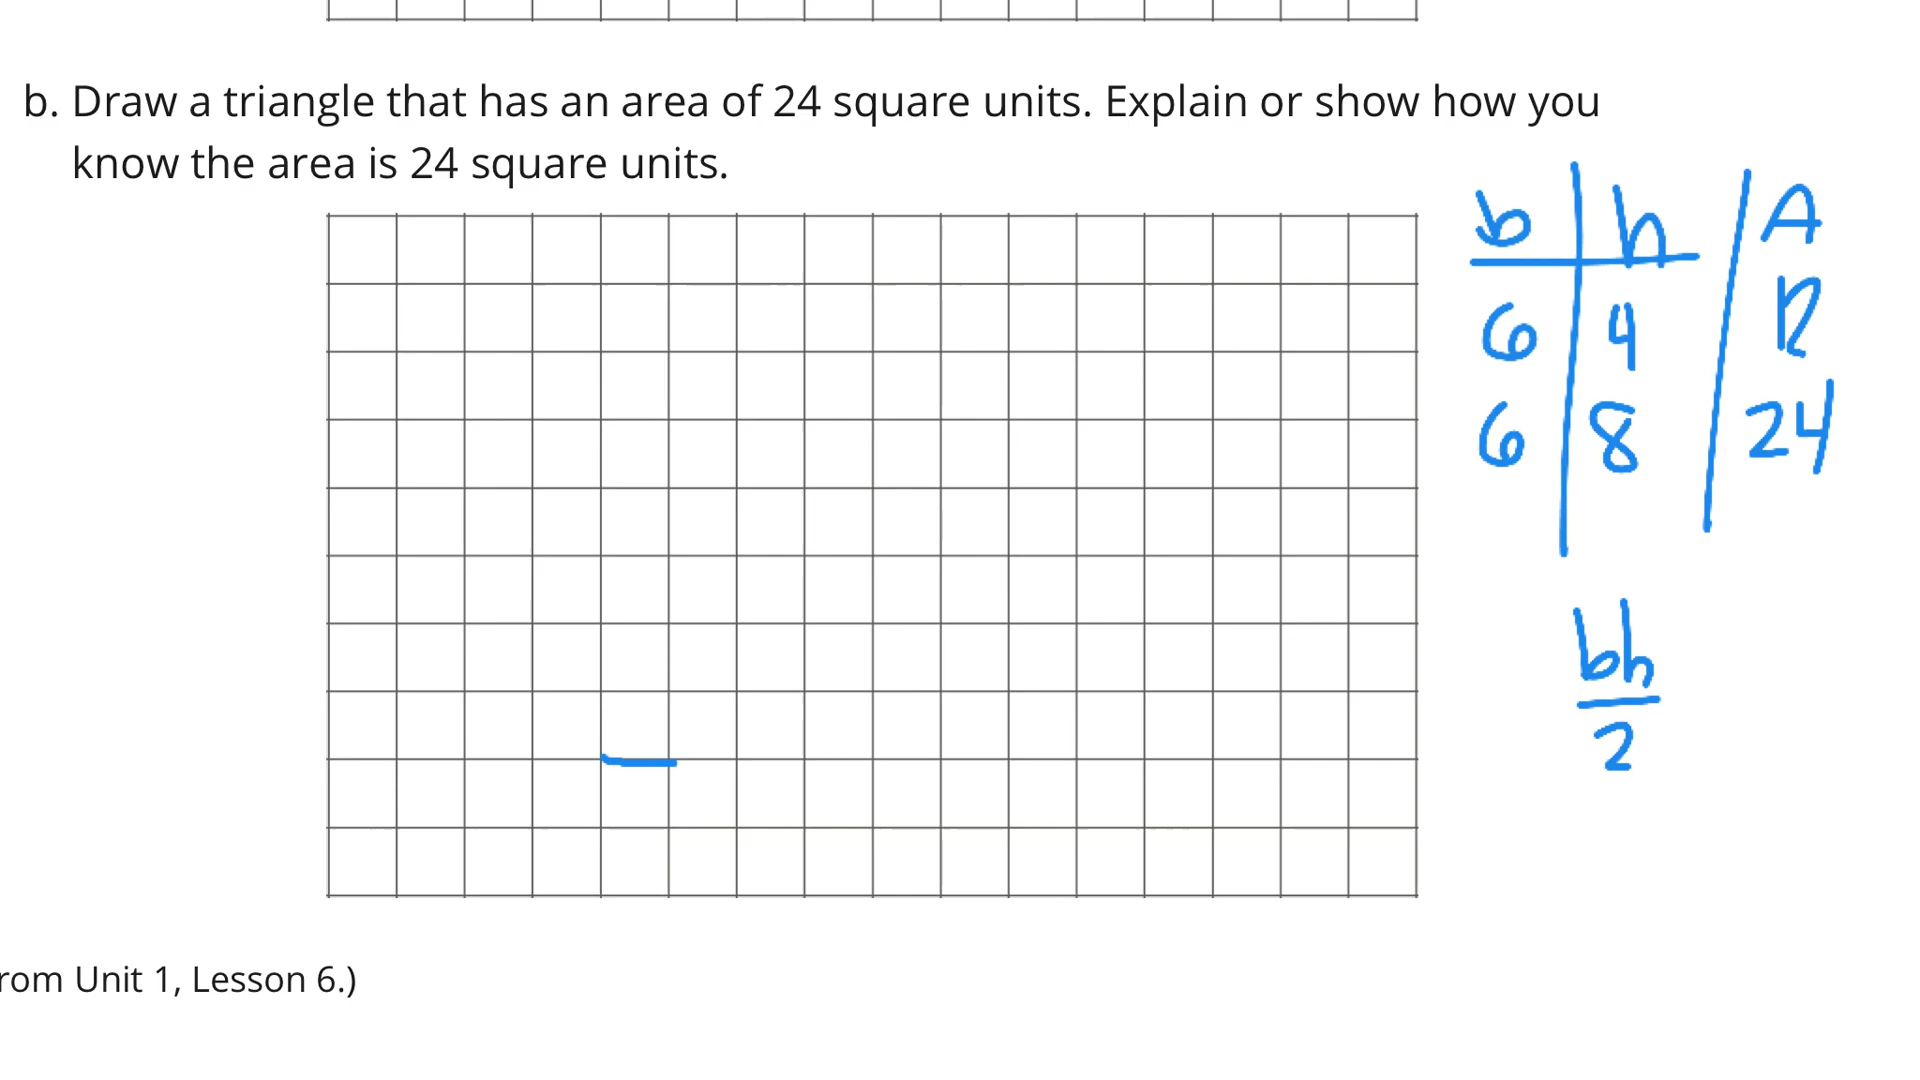 b. Draw a triangle that has an area of 24 square units. Explain or show how you
know the area is 24 square units.
b h A
6 4 12
6 8 24
bh
2
rom Unit 1, Lesson 6.)